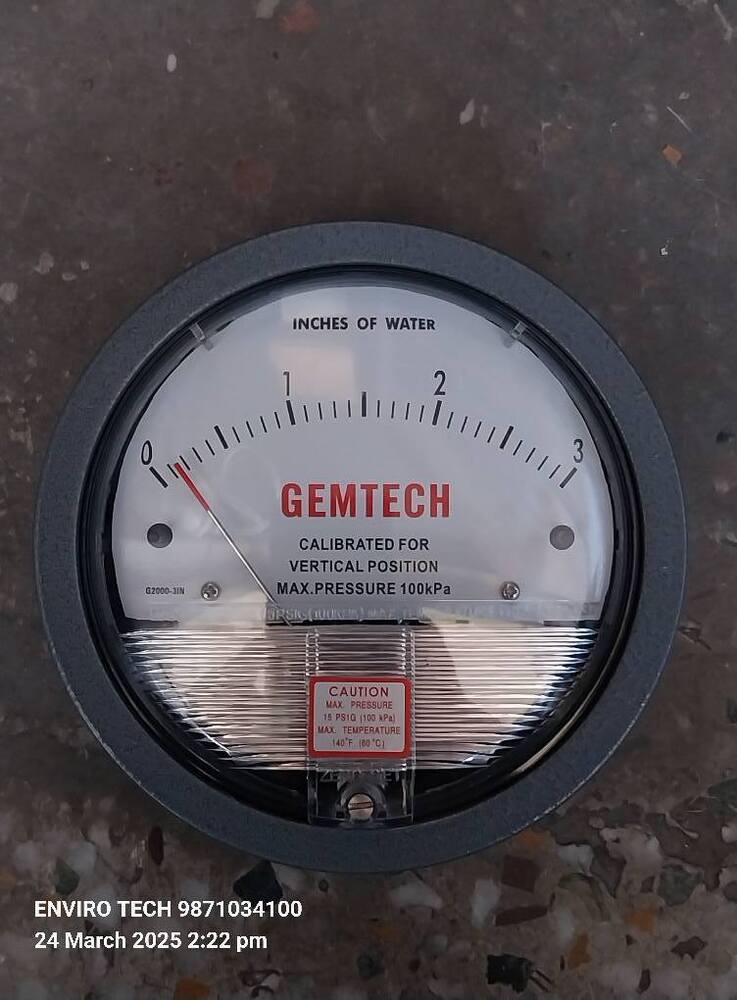 INCHES OF WATER
0 1 2 3
GEMTECH
CALIBRATED FOR
VERTICAL POSITION
MAX.PRESSURE 100kPa
G2000-3IN
CAUTION
MAX. PRESSURE
15 PSIG (100 kPa)
MAX. TEMPERATURE
140°F. (60°C)
ENVIRO TECH 9871034100
24 March 2025 2:22 pm